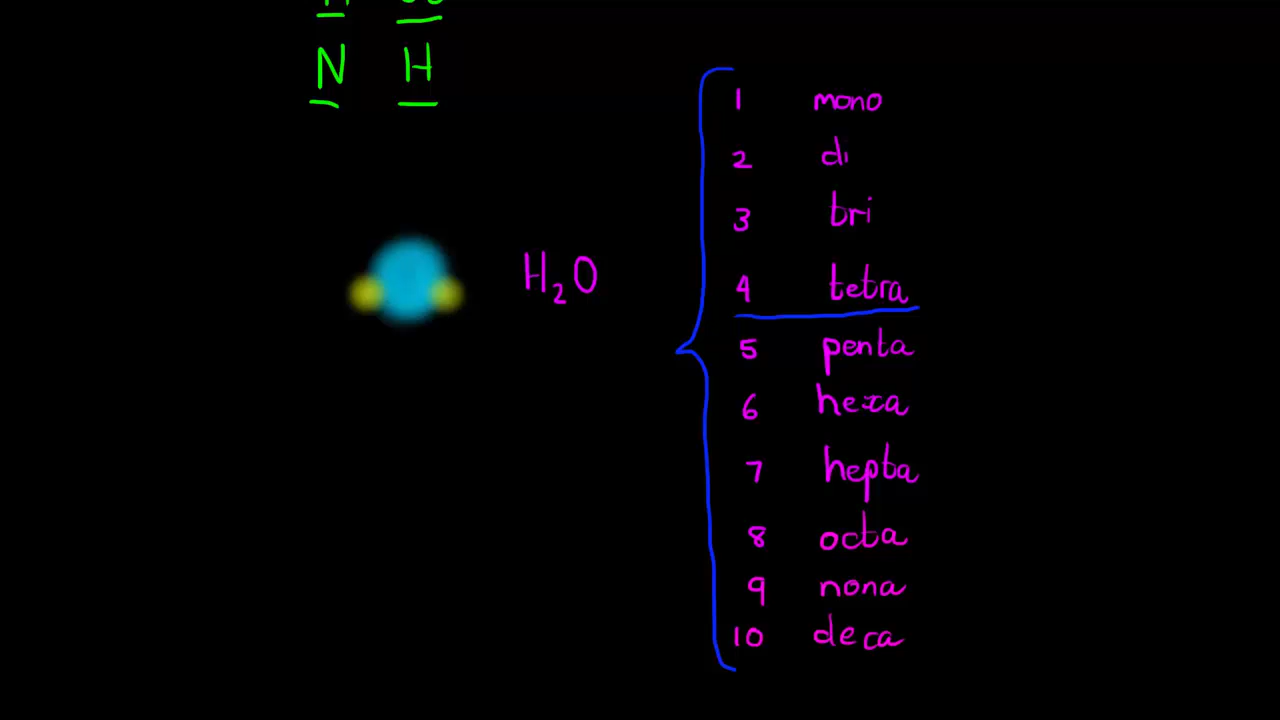 N H
H₂O
1 mono
2 di
3 tri
4 tetra
5 penta
6 hexa
7 hepta
8 octa
9 nona
10 deca